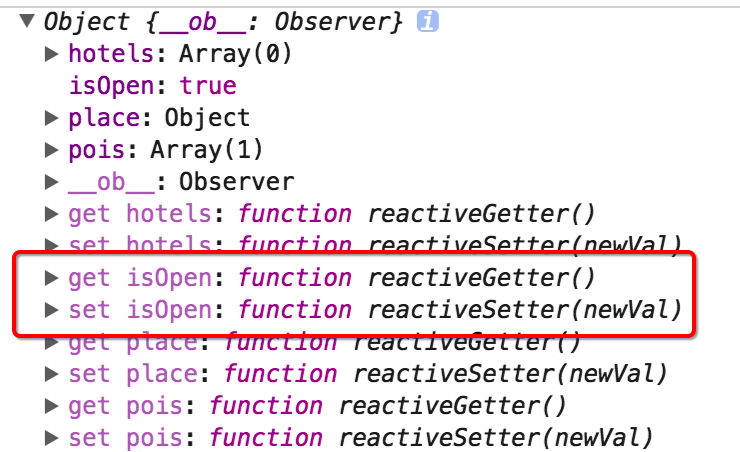 Object {__ob__: Observer} i
hotels: Array(0)
isOpen: true
place: Object
pois: Array(1)
__ob__: Observer
get hotels: function reactiveGetter()
set hotels: function reactiveSetter(newVal)
get isOpen: function reactiveGetter()
set isOpen: function reactiveSetter(newVal)
get place: function reactiveGetter()
set place: function reactiveSetter(newVal)
get pois: function reactiveGetter()
set pois: function reactiveSetter(newVal)